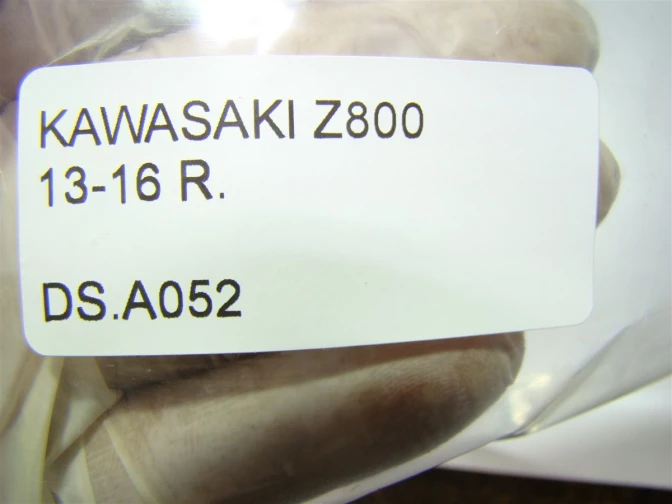 KAWASAKI Z800
13-16 R.
DS.A052